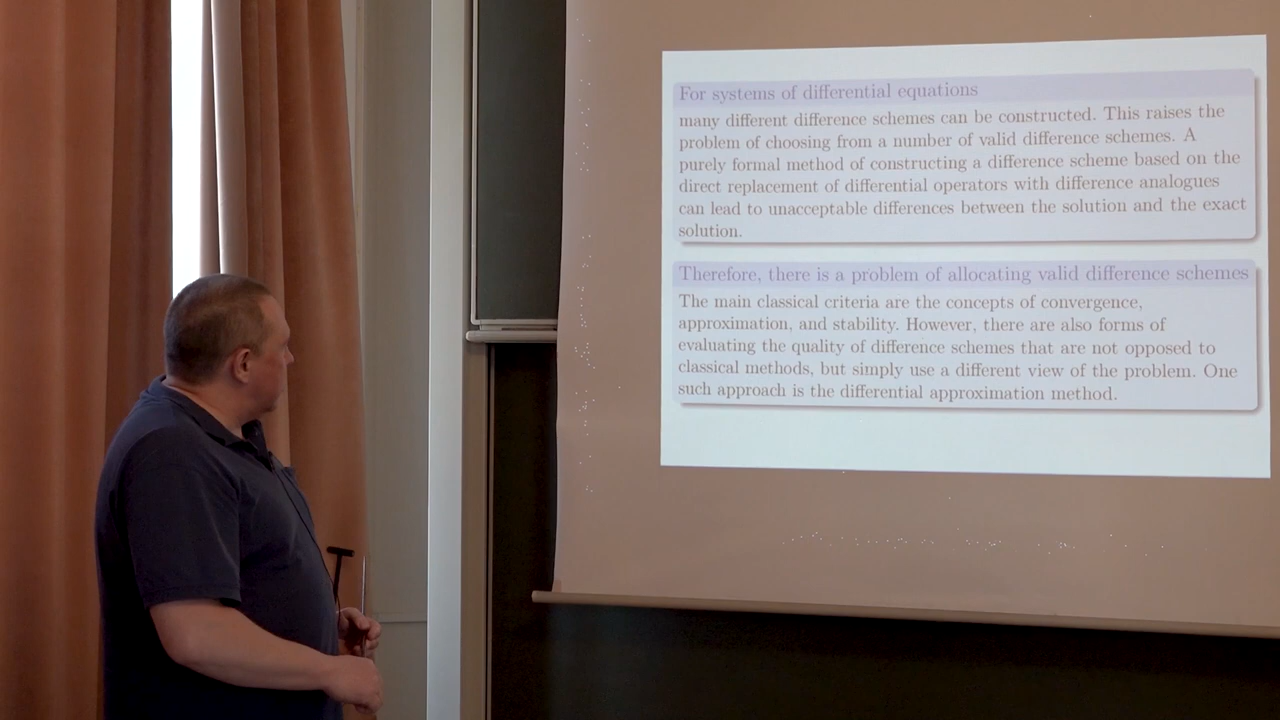 For systems of differential equations
many different difference schemes can be constructed. This raises the
problem of choosing from a number of valid difference schemes. A
purely formal method of constructing a difference scheme based on the
direct replacement of differential operators with difference analogues
can lead to unacceptable differences between the solution and the exact
solution.
Therefore, there is a problem of allocating valid difference schemes
The main classical criteria are the concepts of convergence,
approximation, and stability. However, there are also forms of
evaluating the quality of difference schemes that are not opposed to
classical methods, but simply use a different view of the problem. One
such approach is the differential approximation method.